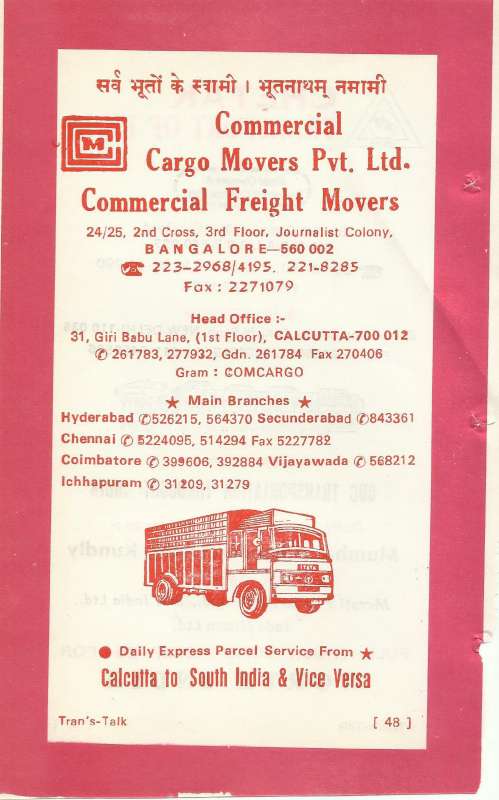 सर्व भूतों के स्वामी । भूतनाथम् नमामी
CCM
Commercial
Cargo Movers Pvt. Ltd.
Commercial Freight Movers
24/25, 2nd Cross, 3rd Floor, Journalist Colony,
BANGALORE—560 002
☎ 223-2968/4195, 221-8285
Fax : 2271079
Head Office :-
31, Giri Babu Lane, (1st Floor), CALCUTTA-700 012
✆ 261783, 277932, Gdn. 261784 Fax 270406
Gram : COMCARGO
★ Main Branches ★
Hyderabad ✆526215, 564370 Secunderabad ✆843361
Chennai ✆ 5224095, 514294 Fax 5227782
Coimbatore ✆ 399606, 392884 Vijayawada ✆ 568212
Ichhapuram ✆ 31209, 31279
● Daily Express Parcel Service From ★
Calcutta to South India & Vice Versa
Tran's-Talk [ 48 ]